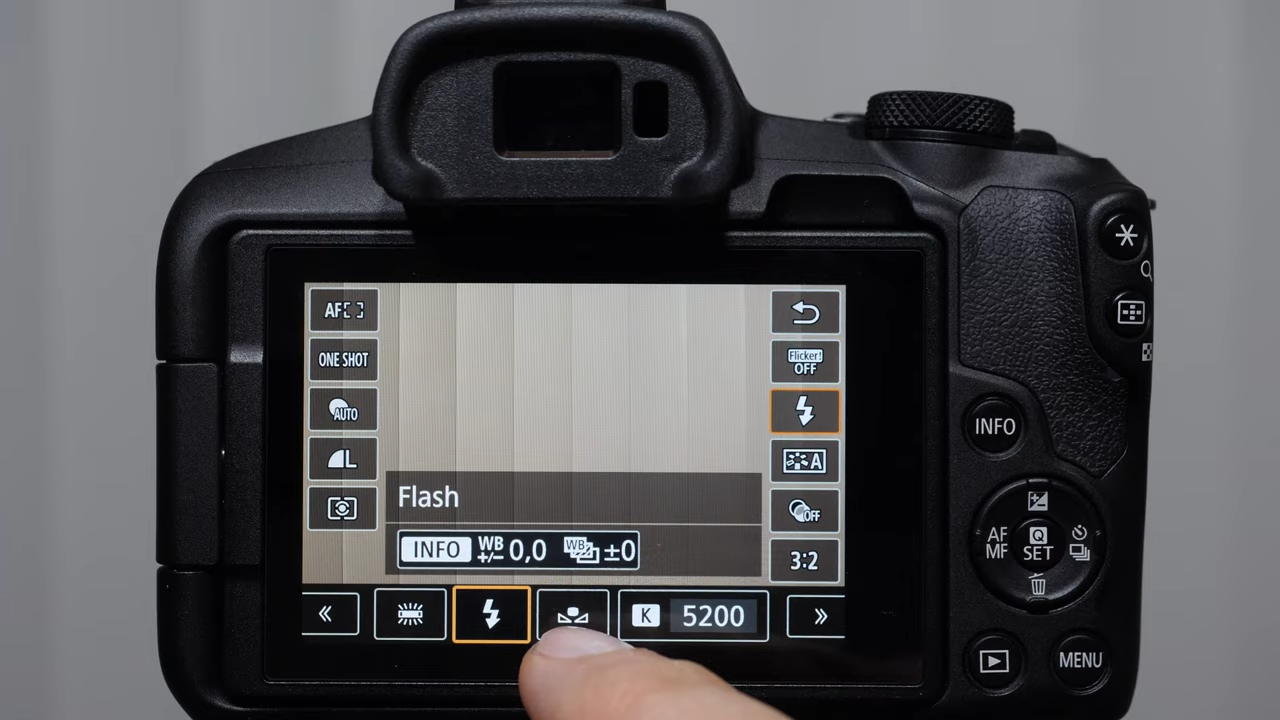 AF
ONE SHOT
AUTO
L
Flicker!
OFF
A
OFF
3:2
Flash
INFO WB +/- 0,0 WB ±0
« K 5200 »
INFO
AF
MF
Q
SET
MENU